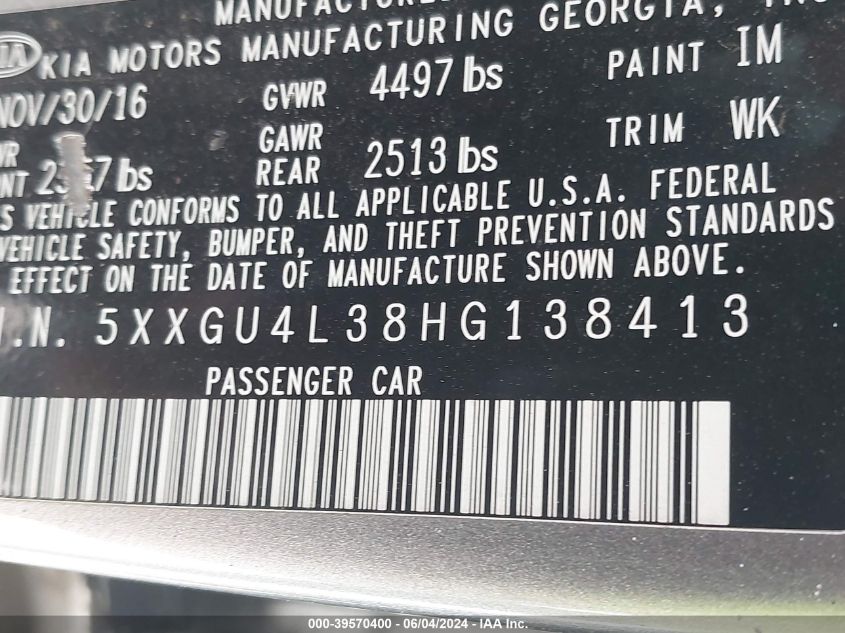 MANUFACTURED
KIA MOTORS MANUFACTURING GEORGIA, INC
NOV/30/16 GVWR 4497 lbs PAINT IM
GAWR
REAR 2513 lbs TRIM WK
VEHICLE CONFORMS TO ALL APPLICABLE U.S.A. FEDERAL
VEHICLE SAFETY, BUMPER, AND THEFT PREVENTION STANDARDS
EFFECT ON THE DATE OF MANUFACTURE SHOWN ABOVE.
I.N. 5XXGU4L38HG138413
PASSENGER CAR
000-39570400 - 06/04/2024 - IAA Inc.